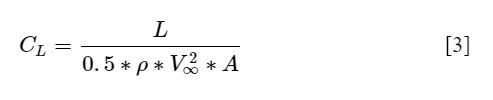 C_L = L / (0.5 * ρ * V_∞^2 * A) [3]